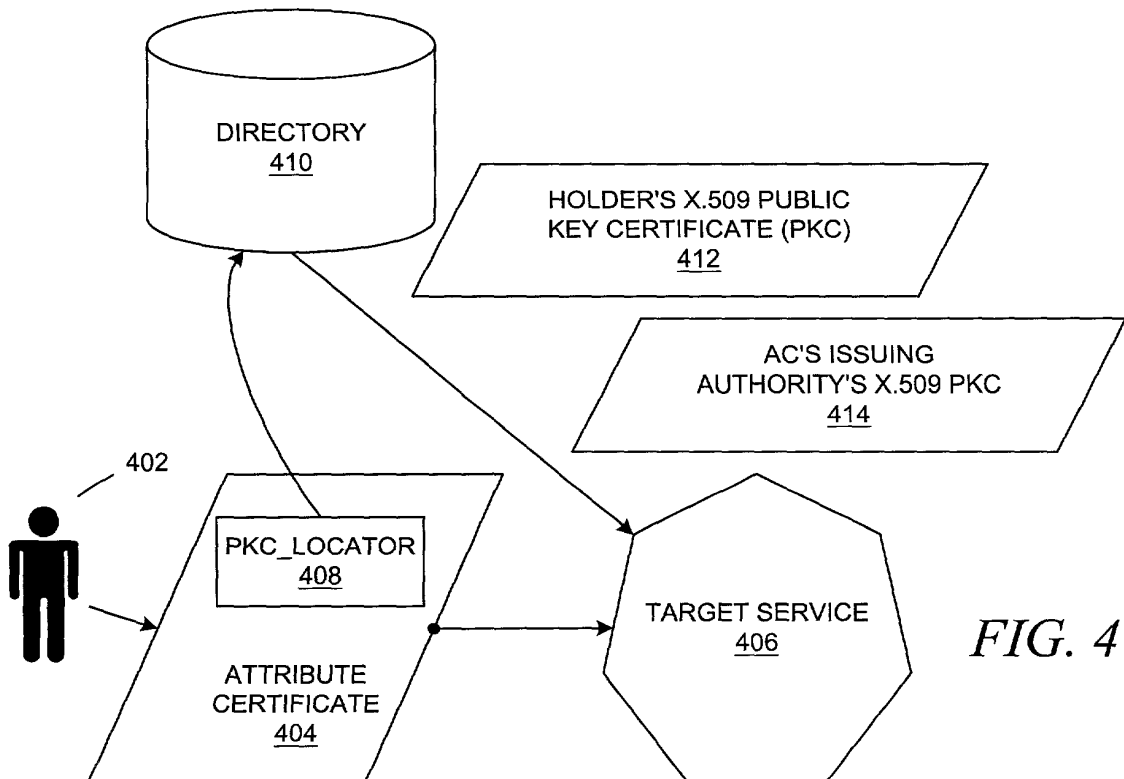 DIRECTORY
410
HOLDER'S X.509 PUBLIC
KEY CERTIFICATE (PKC)
412
AC'S ISSUING
AUTHORITY'S X.509 PKC
414
402
PKC_LOCATOR
408
ATTRIBUTE
CERTIFICATE
404
TARGET SERVICE
406
FIG. 4